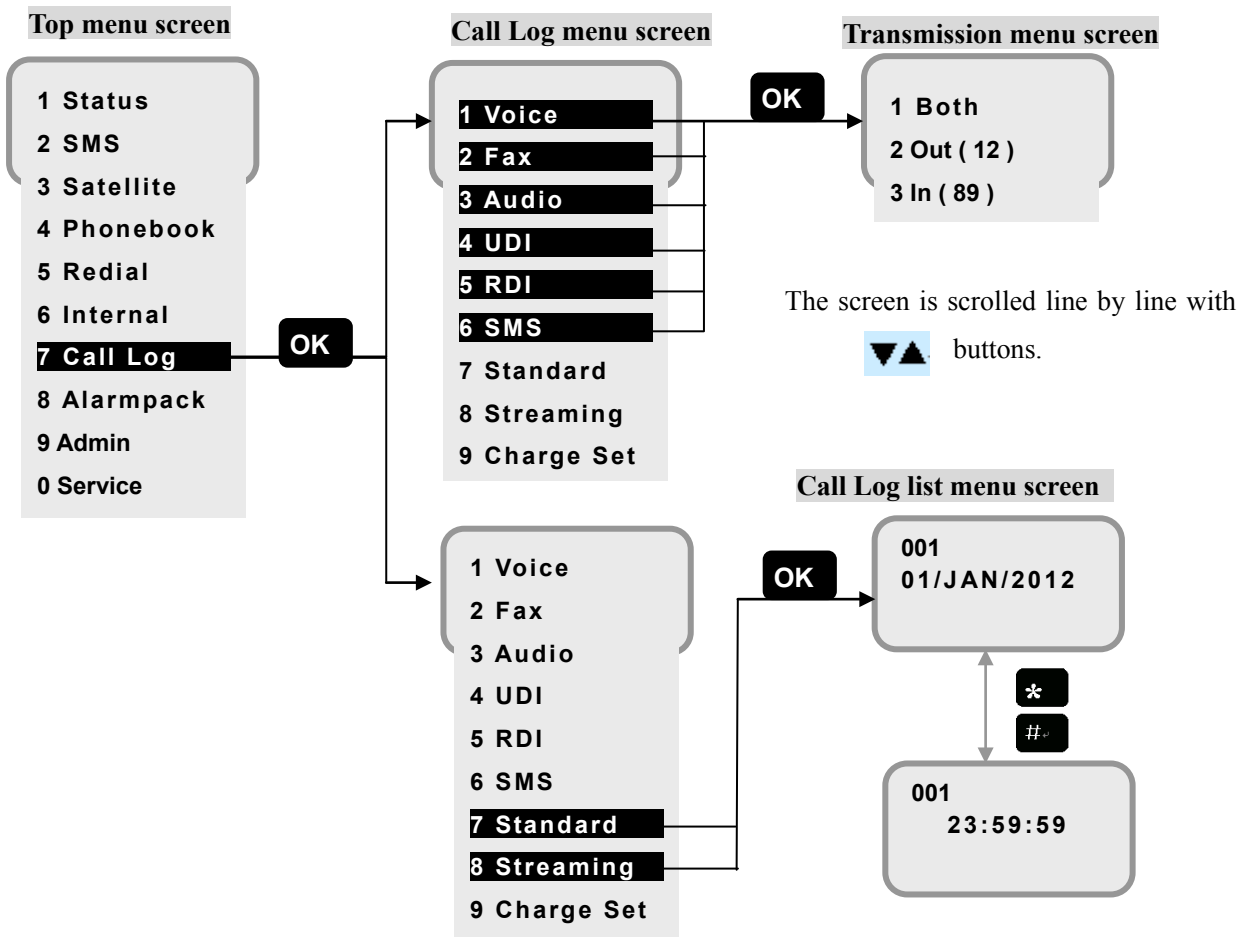 Top menu screen
1 Status
2 SMS
3 Satellite
4 Phonebook
5 Redial
6 Internal
7 Call Log
8 Alarmpack
9 Admin
0 Service
OK
Call Log menu screen
1 Voice
2 Fax
3 Audio
4 UDI
5 RDI
6 SMS
7 Standard
8 Streaming
9 Charge Set
OK
Transmission menu screen
1 Both
2 Out ( 12 )
3 In ( 89 )
The screen is scrolled line by line with
▼▲ buttons.
1 Voice
2 Fax
3 Audio
4 UDI
5 RDI
6 SMS
7 Standard
8 Streaming
9 Charge Set
OK
Call Log list menu screen
001
01/JAN/2012
*
#
001
23:59:59